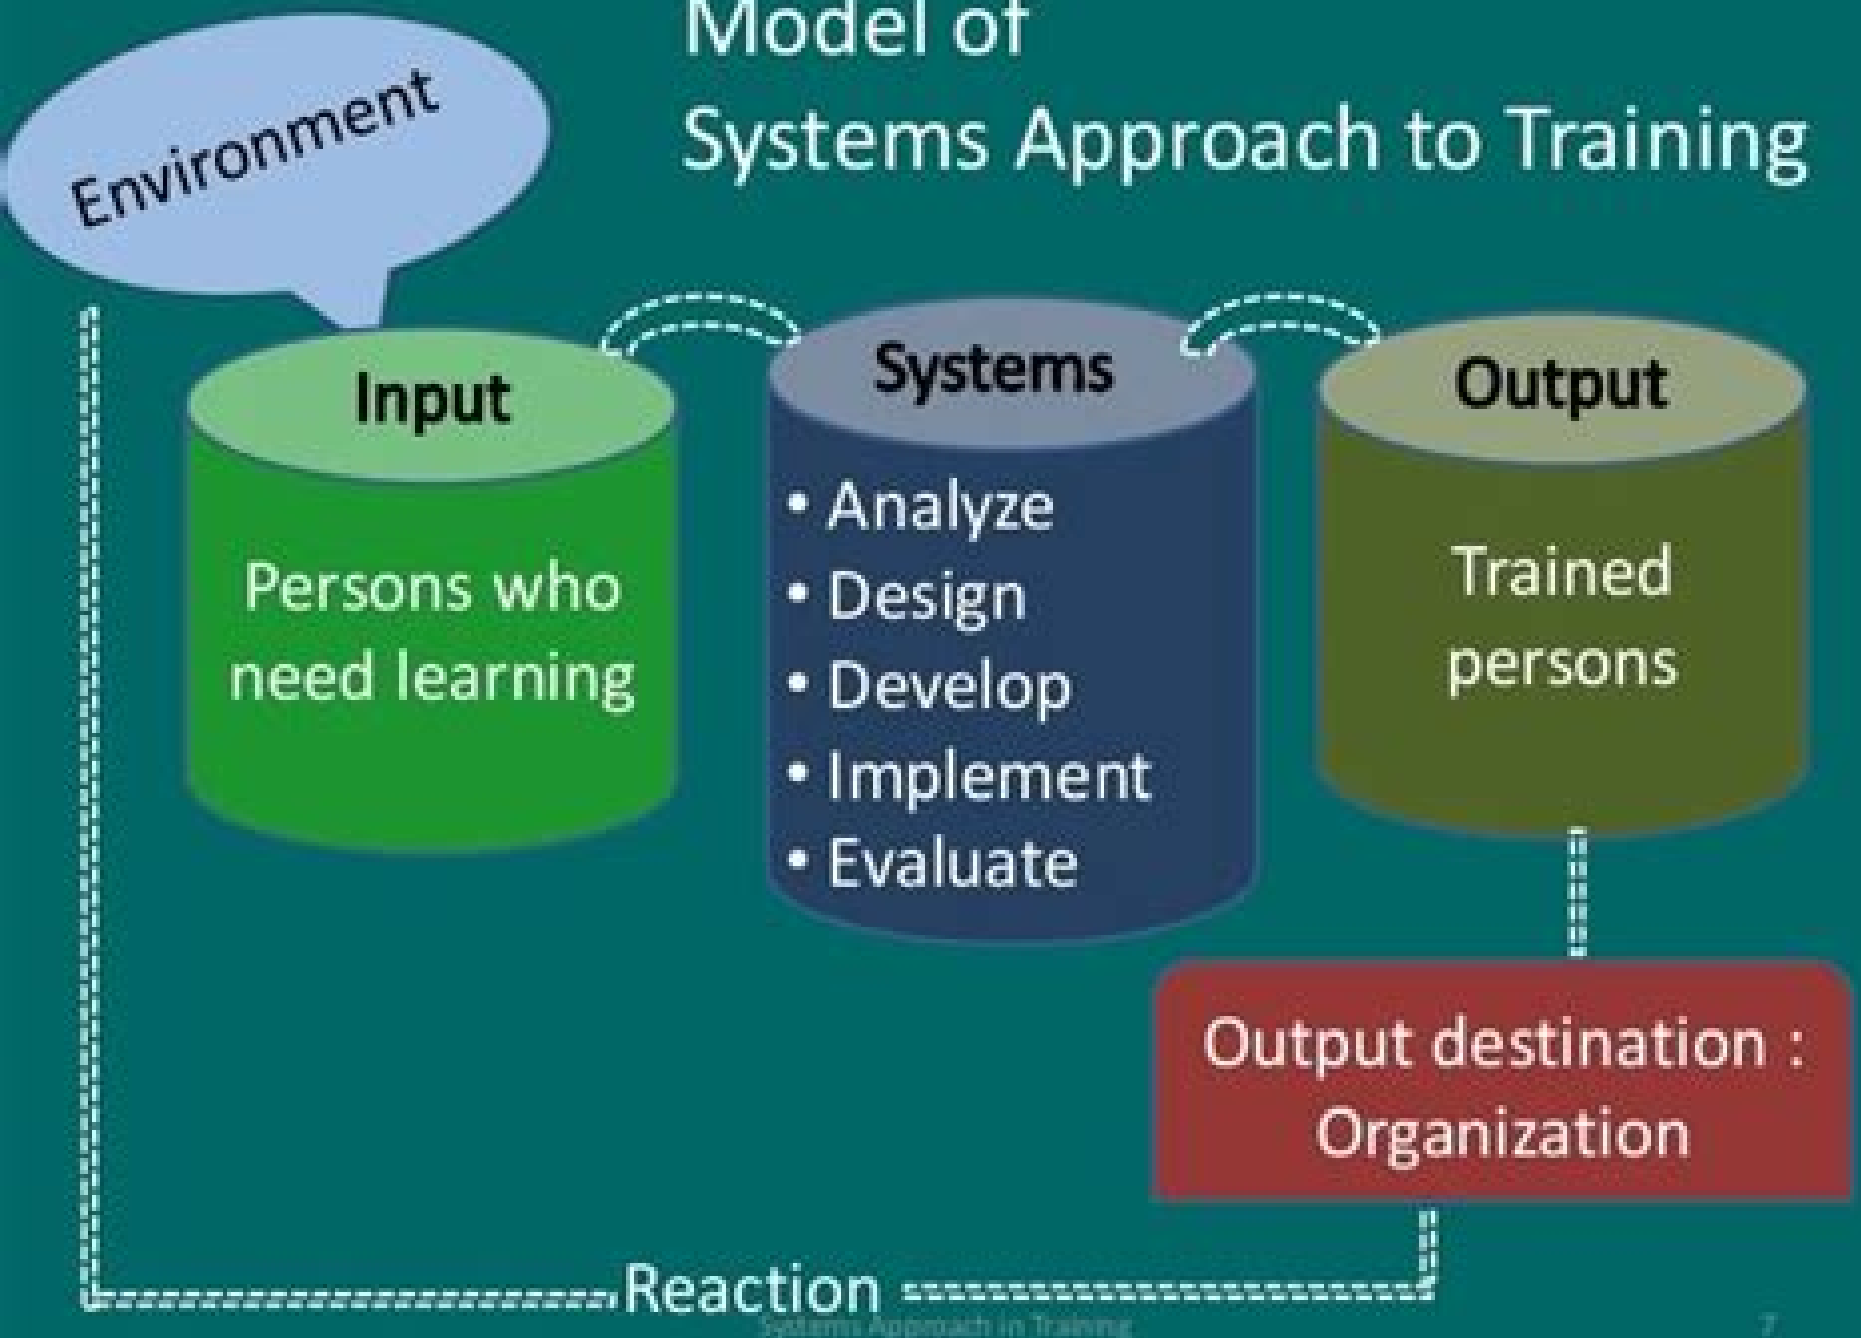 Model of
Systems Approach to Training
Environment
Input
Persons who
need learning
Systems
• Analyze
• Design
• Develop
• Implement
• Evaluate
Output
Trained
persons
Output destination :
Organization
Reaction
Systems Approach in Training
7